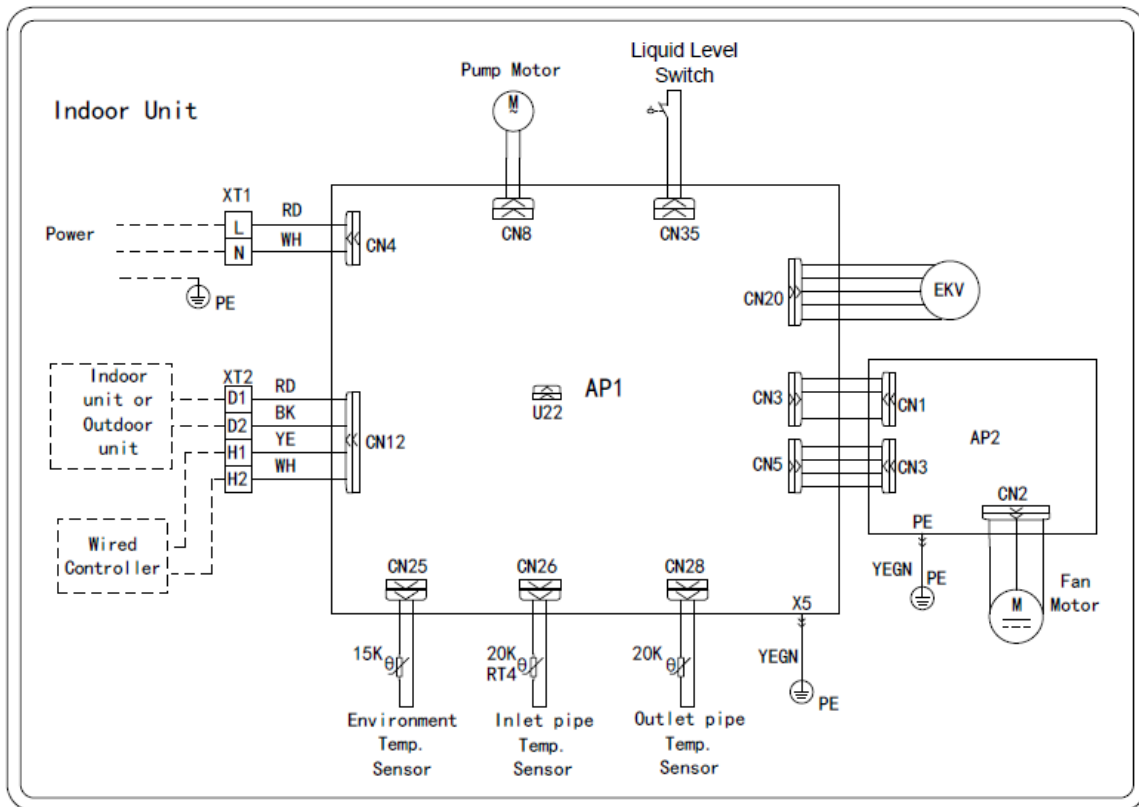 Indoor Unit
Pump Motor
M
~
Liquid Level
Switch
XT1
Power
L
N
RD
WH
CN4
PE
CN8
CN35
CN20
EKV
Indoor
unit or
Outdoor
unit
XT2
D1
D2
H1
H2
RD
BK
YE
WH
CN12
Wired
Controller
U22
AP1
CN3
CN1
CN5
CN3
AP2
CN2
PE
YEGN
PE
M
Fan
Motor
CN25
CN26
CN28
X5
YEGN
PE
15K
θ
20K
RT4
θ
20K
θ
Environment
Temp.
Sensor
Inlet pipe
Temp.
Sensor
Outlet pipe
Temp.
Sensor